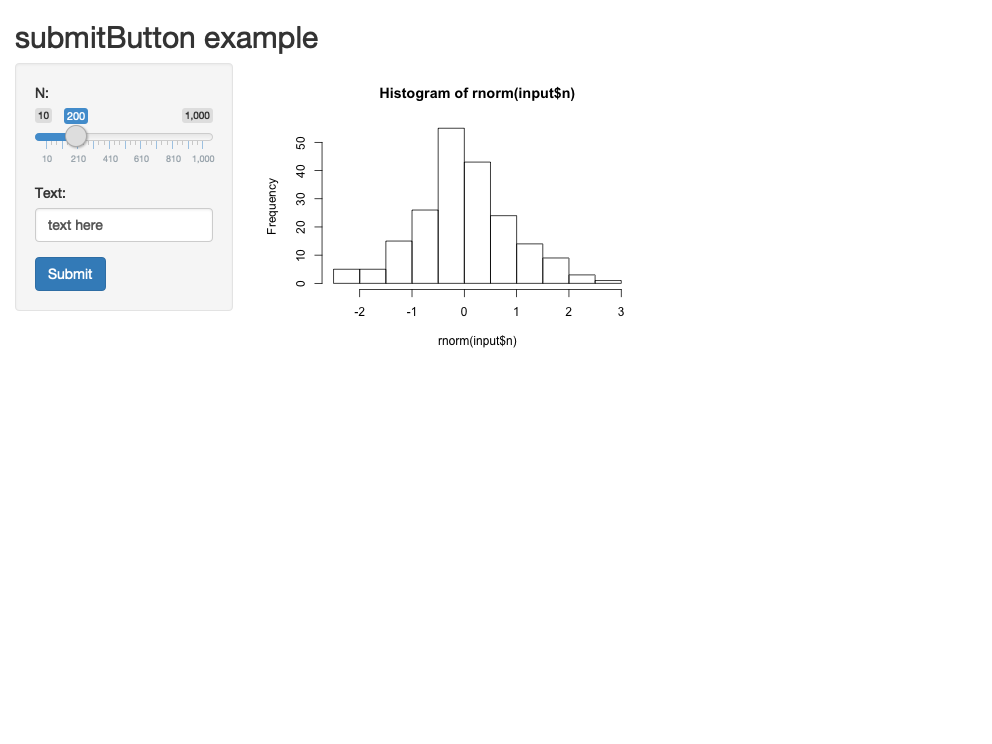 submitButton example
N:
10 200 1,000
10 210 410 610 810 1,000
Text:
text here
Submit
Histogram of rnorm(input$n)
Frequency
50
40
30
20
10
0
-2 -1 0 1 2 3
rnorm(input$n)